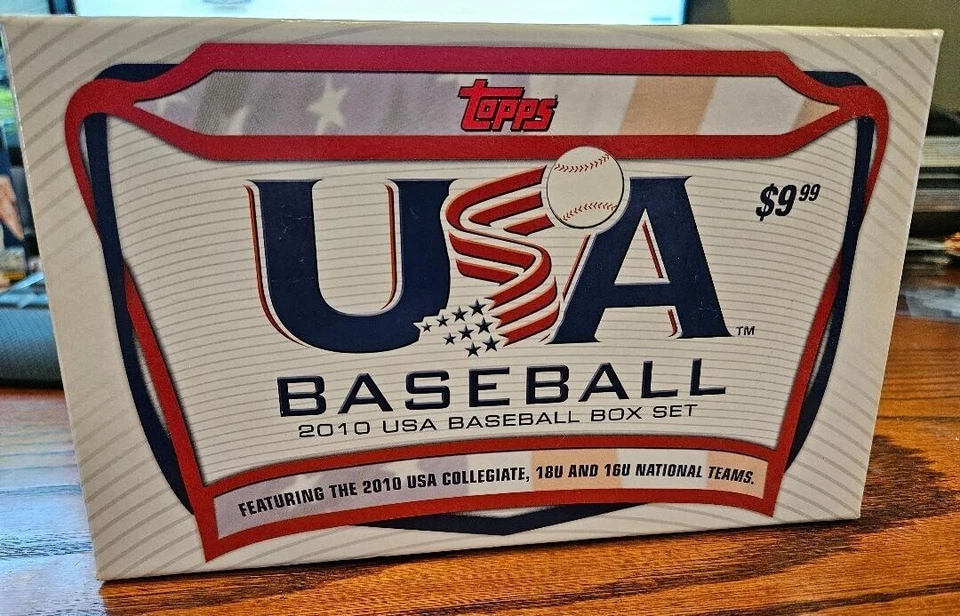 Topps
USA
$9.99
TM
BASEBALL
2010 USA BASEBALL BOX SET
FEATURING THE 2010 USA COLLEGIATE, 18U AND 16U NATIONAL TEAMS.